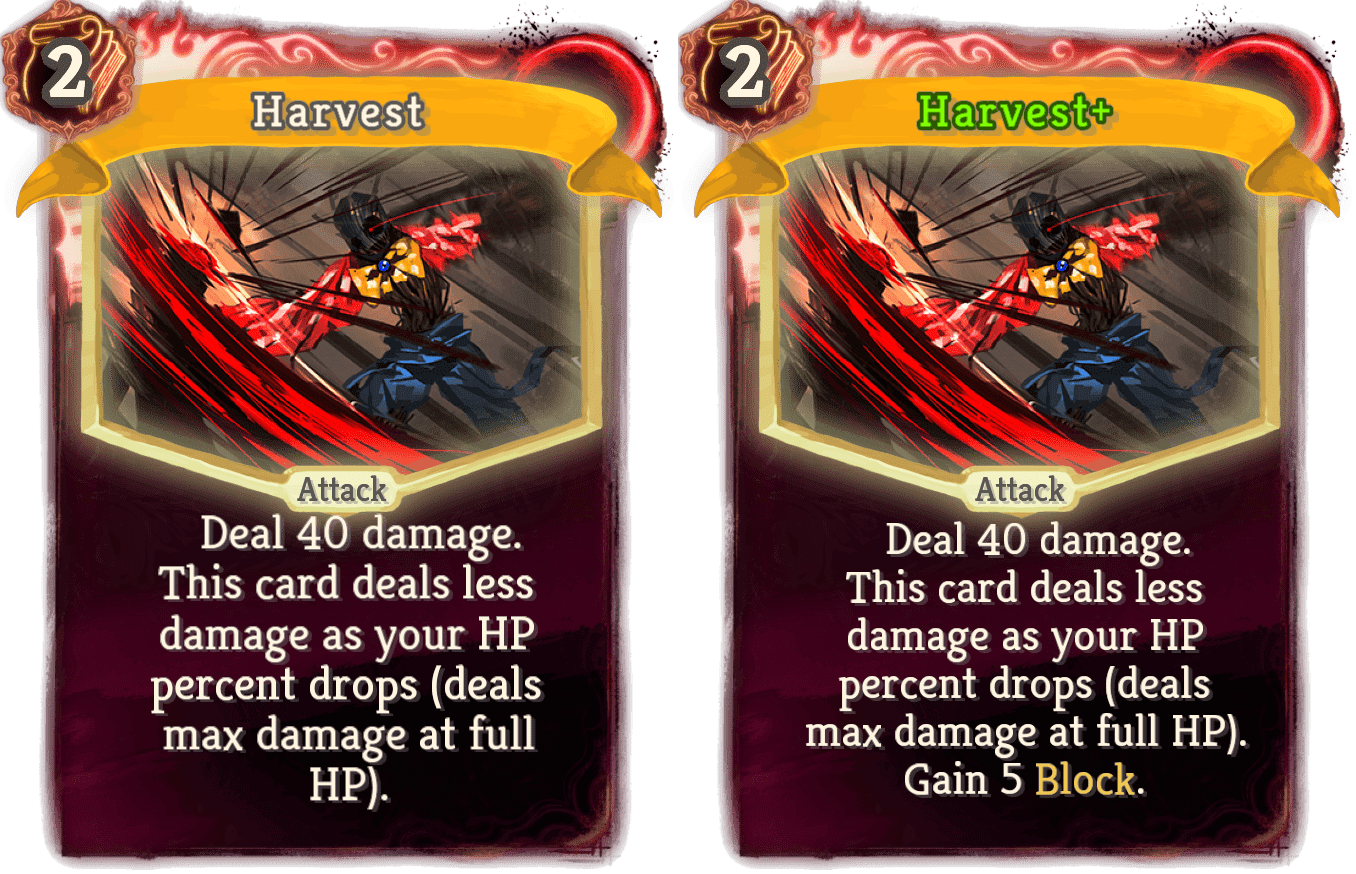 2
Harvest
Attack
Deal 40 damage.
This card deals less
damage as your HP
percent drops (deals
max damage at full
HP).
2
Harvest+
Attack
Deal 40 damage.
This card deals less
damage as your HP
percent drops (deals
max damage at full HP).
Gain 5 Block.